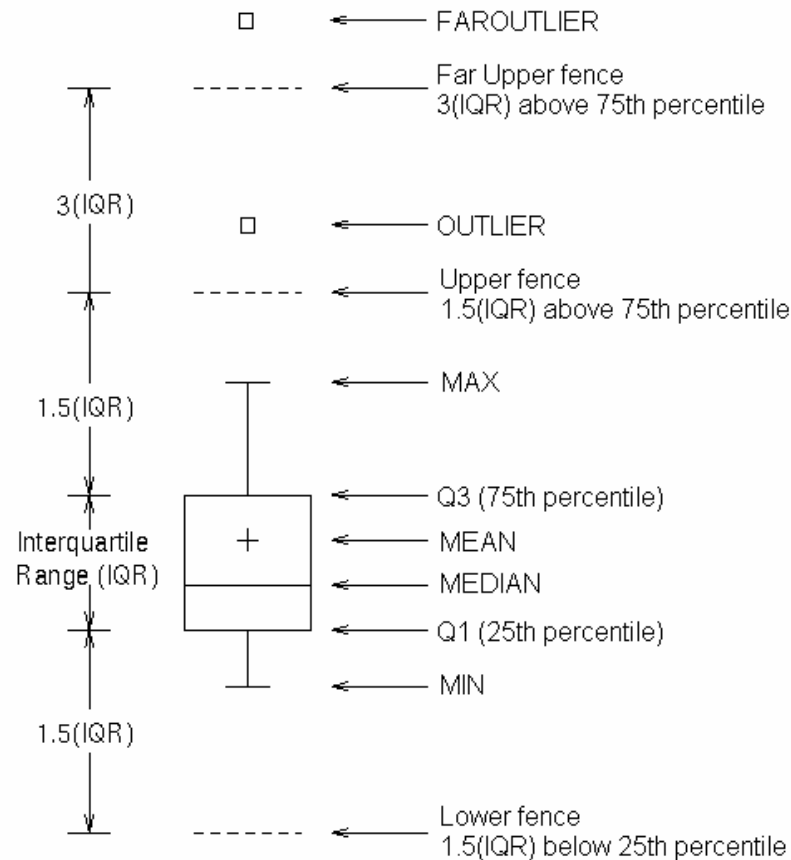 FAROUTLIER
Far Upper fence
3(IQR) above 75th percentile
3(IQR)
OUTLIER
Upper fence
1.5(IQR) above 75th percentile
MAX
1.5(IQR)
Q3 (75th percentile)
Interquartile
Range (IQR)
MEAN
MEDIAN
Q1 (25th percentile)
MIN
1.5(IQR)
Lower fence
1.5(IQR) below 25th percentile